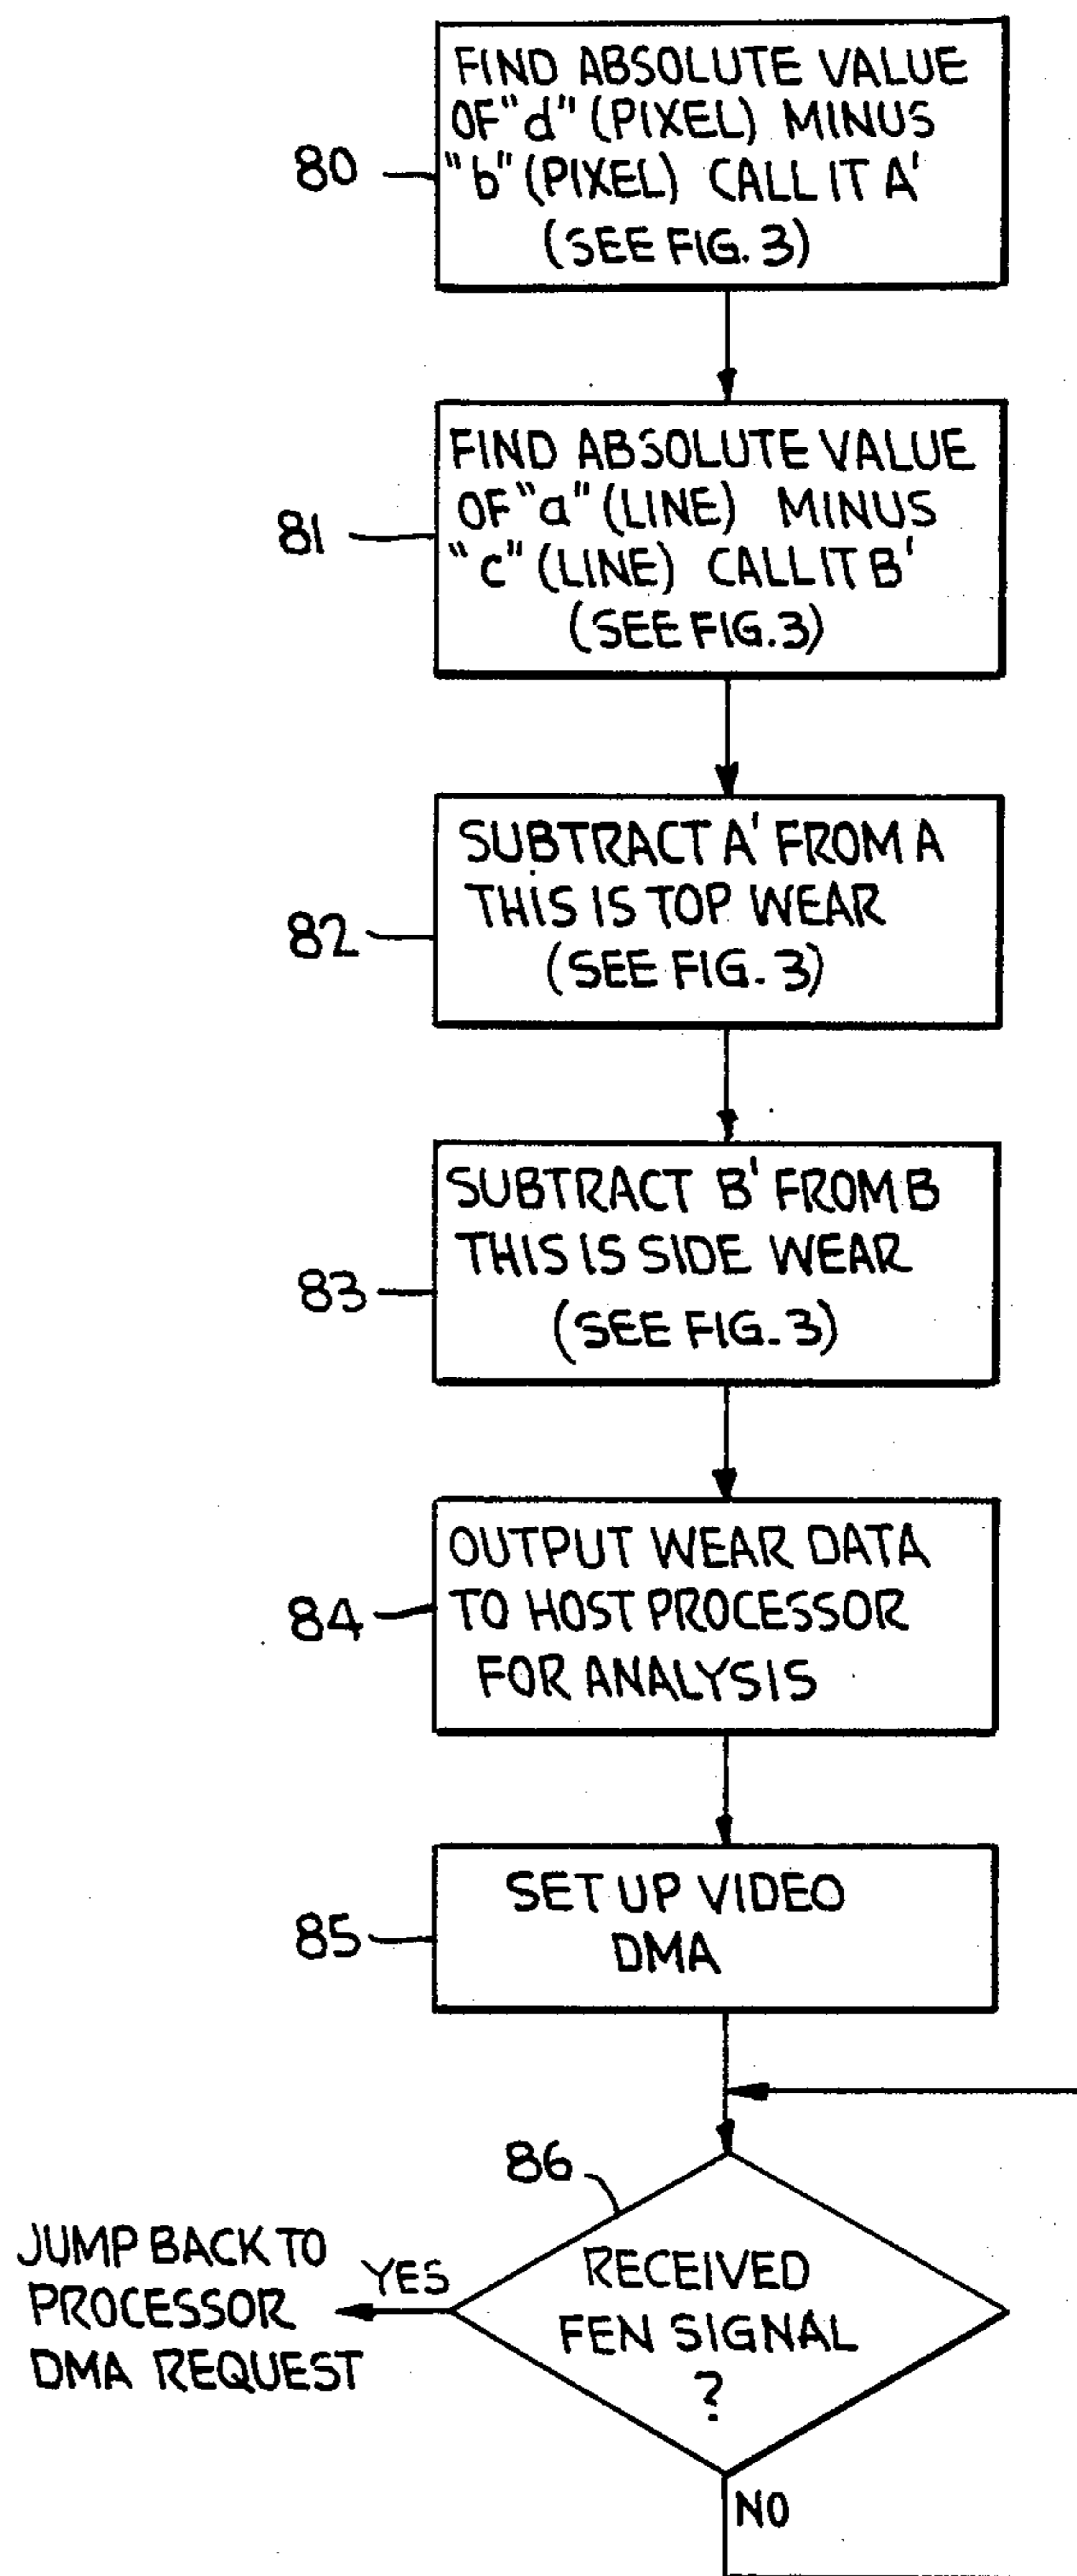 FIND ABSOLUTE VALUE
OF "d" (PIXEL) MINUS
"b" (PIXEL) CALL IT A'
(SEE FIG. 3)
80
FIND ABSOLUTE VALUE
OF "a" (LINE) MINUS
"c" (LINE) CALL IT B'
(SEE FIG. 3)
81
SUBTRACT A' FROM A
THIS IS TOP WEAR
(SEE FIG. 3)
82
SUBTRACT B' FROM B
THIS IS SIDE WEAR
(SEE FIG. 3)
83
OUTPUT WEAR DATA
TO HOST PROCESSOR
FOR ANALYSIS
84
SET UP VIDEO
DMA
85
86
RECEIVED
FEN SIGNAL
?
YES
JUMP BACK TO
PROCESSOR
DMA REQUEST
NO